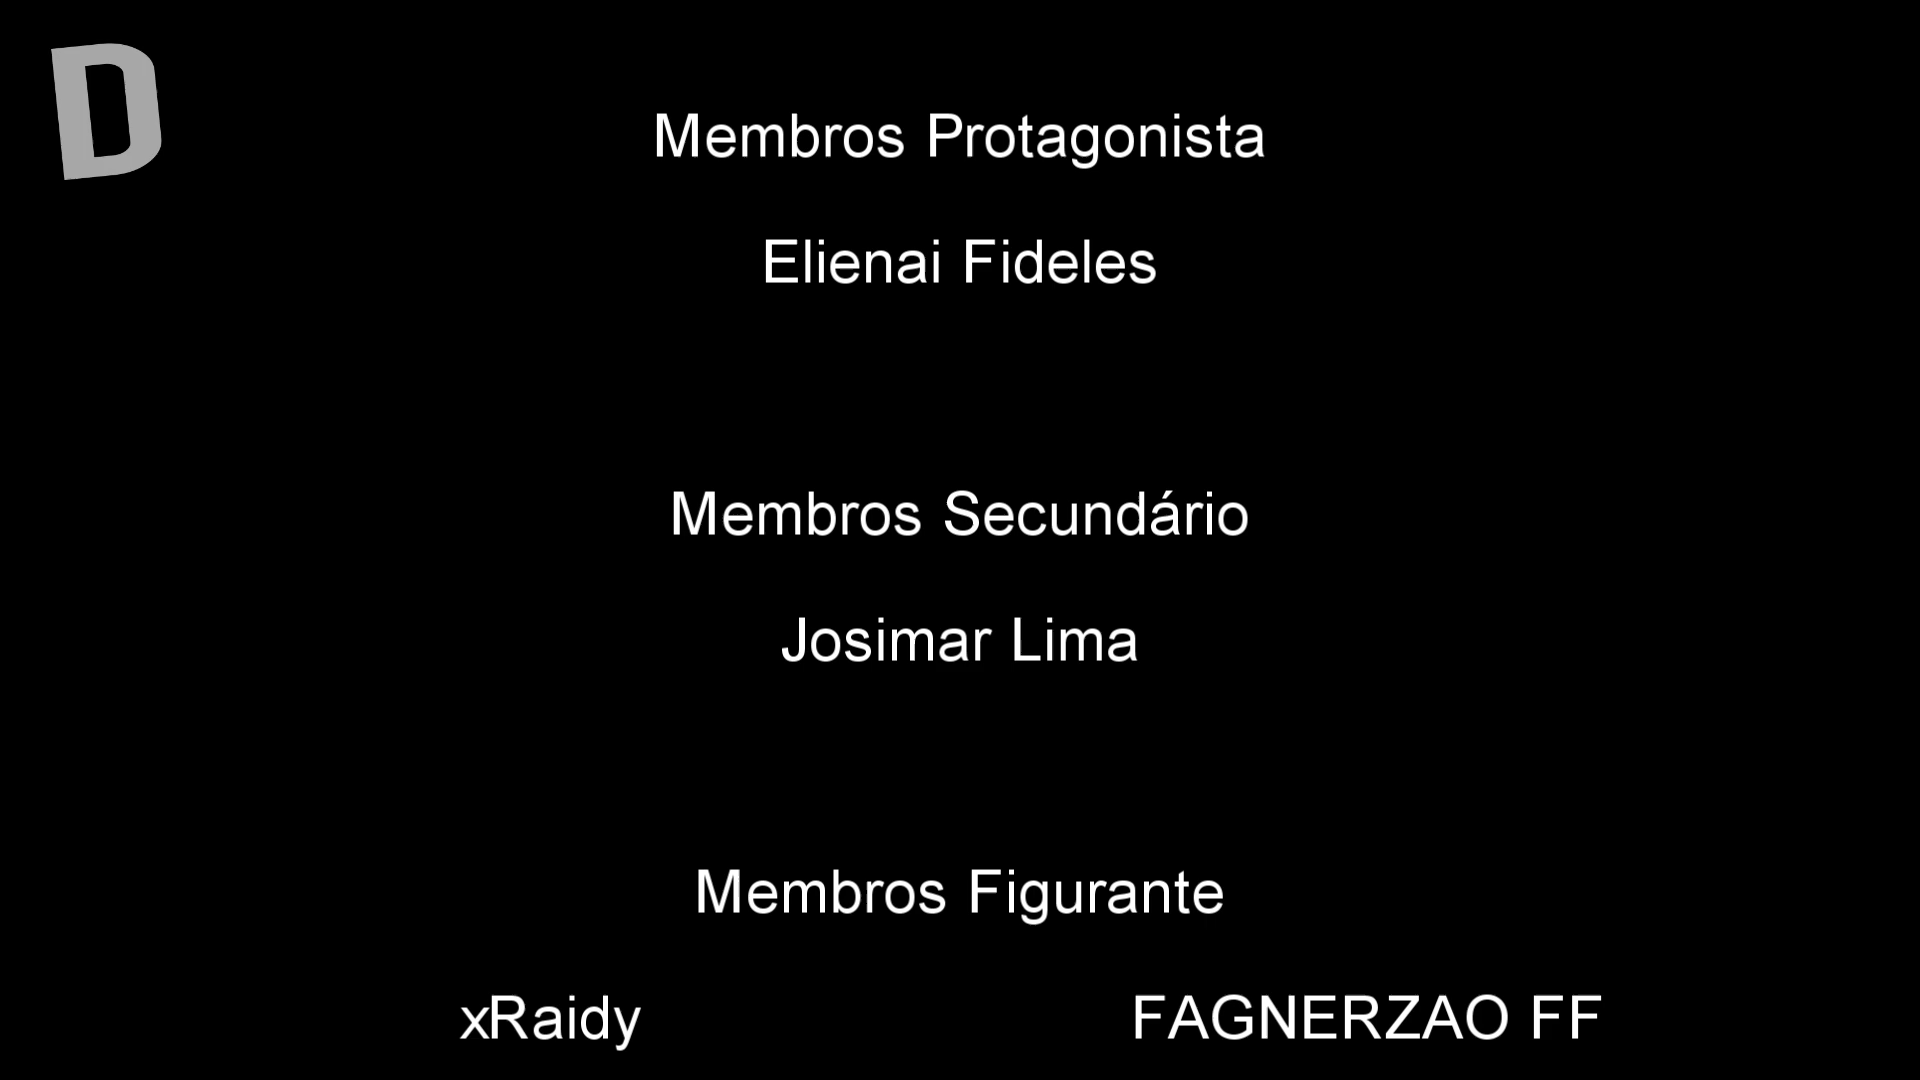 D
Membros Protagonista
Elienai Fideles
Membros Secundário
Josimar Lima
Membros Figurante
xRaidy FAGNERZAO FF